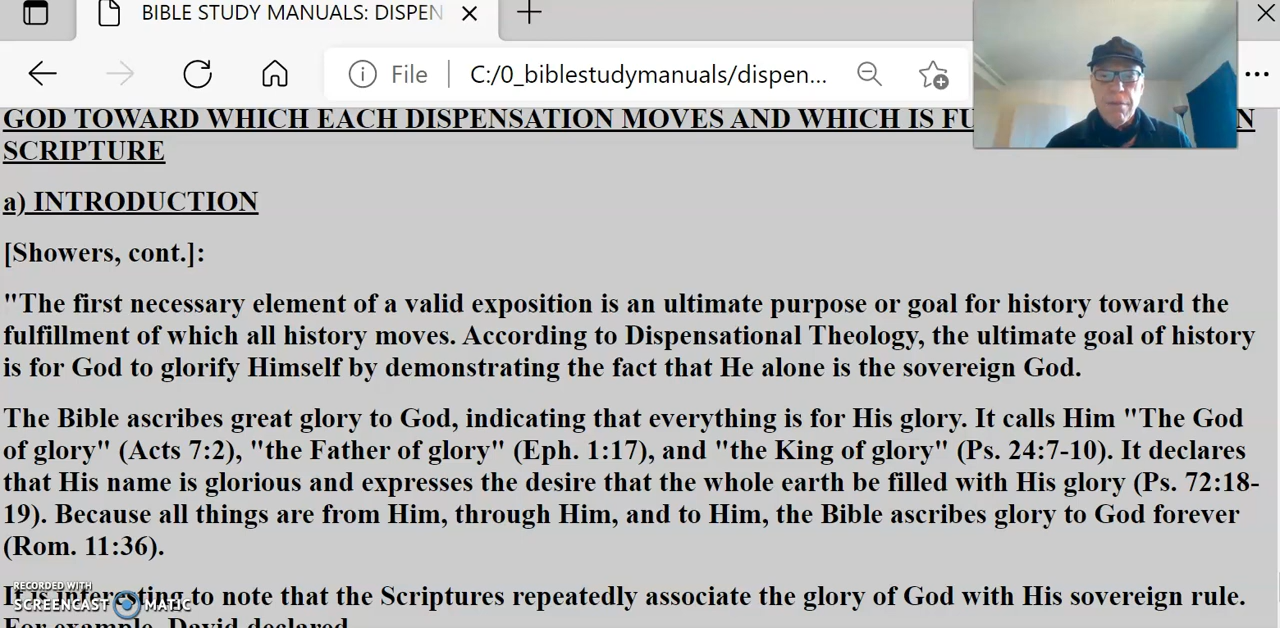 BIBLE STUDY MANUALS: DISPEN
File
C:/0_biblestudymanuals/dispen...
GOD TOWARD WHICH EACH DISPENSATION MOVES AND WHICH IS FU
N
SCRIPTURE
a) INTRODUCTION
[Showers, cont.]:
"The first necessary element of a valid exposition is an ultimate purpose or goal for history toward the
fulfillment of which all history moves. According to Dispensational Theology, the ultimate goal of history
is for God to glorify Himself by demonstrating the fact that He alone is the sovereign God.
The Bible ascribes great glory to God, indicating that everything is for His glory. It calls Him "The God
of glory" (Acts 7:2), "the Father of glory" (Eph. 1:17), and "the King of glory" (Ps. 24:7-10). It declares
that His name is glorious and expresses the desire that the whole earth be filled with His glory (Ps. 72:18-
19). Because all things are from Him, through Him, and to Him, the Bible ascribes glory to God forever
(Rom. 11:36).
RECORDED WITH
SCREENCAST MATIC
It is interesting to note that the Scriptures repeatedly associate the glory of God with His sovereign rule.
For example, David declared